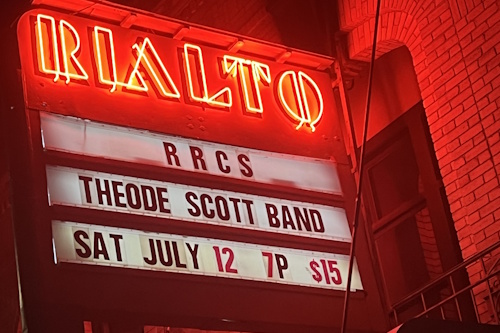 RIALTO
RRCS
THEODE SCOTT BAND
SAT JULY 12 7P $15